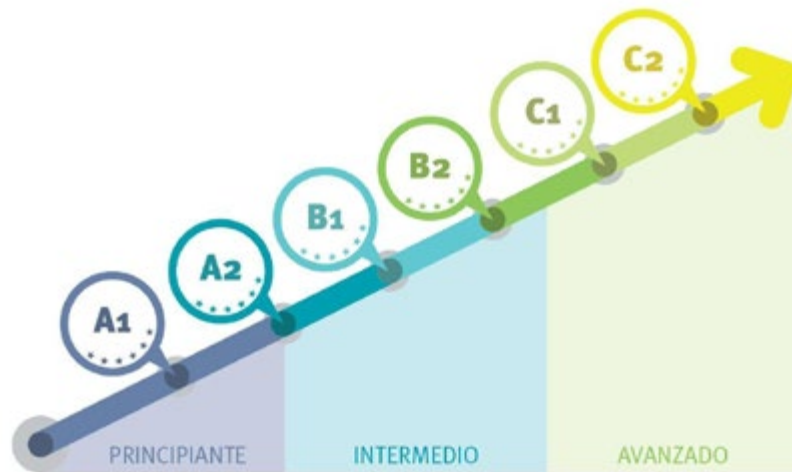 A1
A2
B1
B2
C1
C2
PRINCIPIANTE
INTERMEDIO
AVANZADO